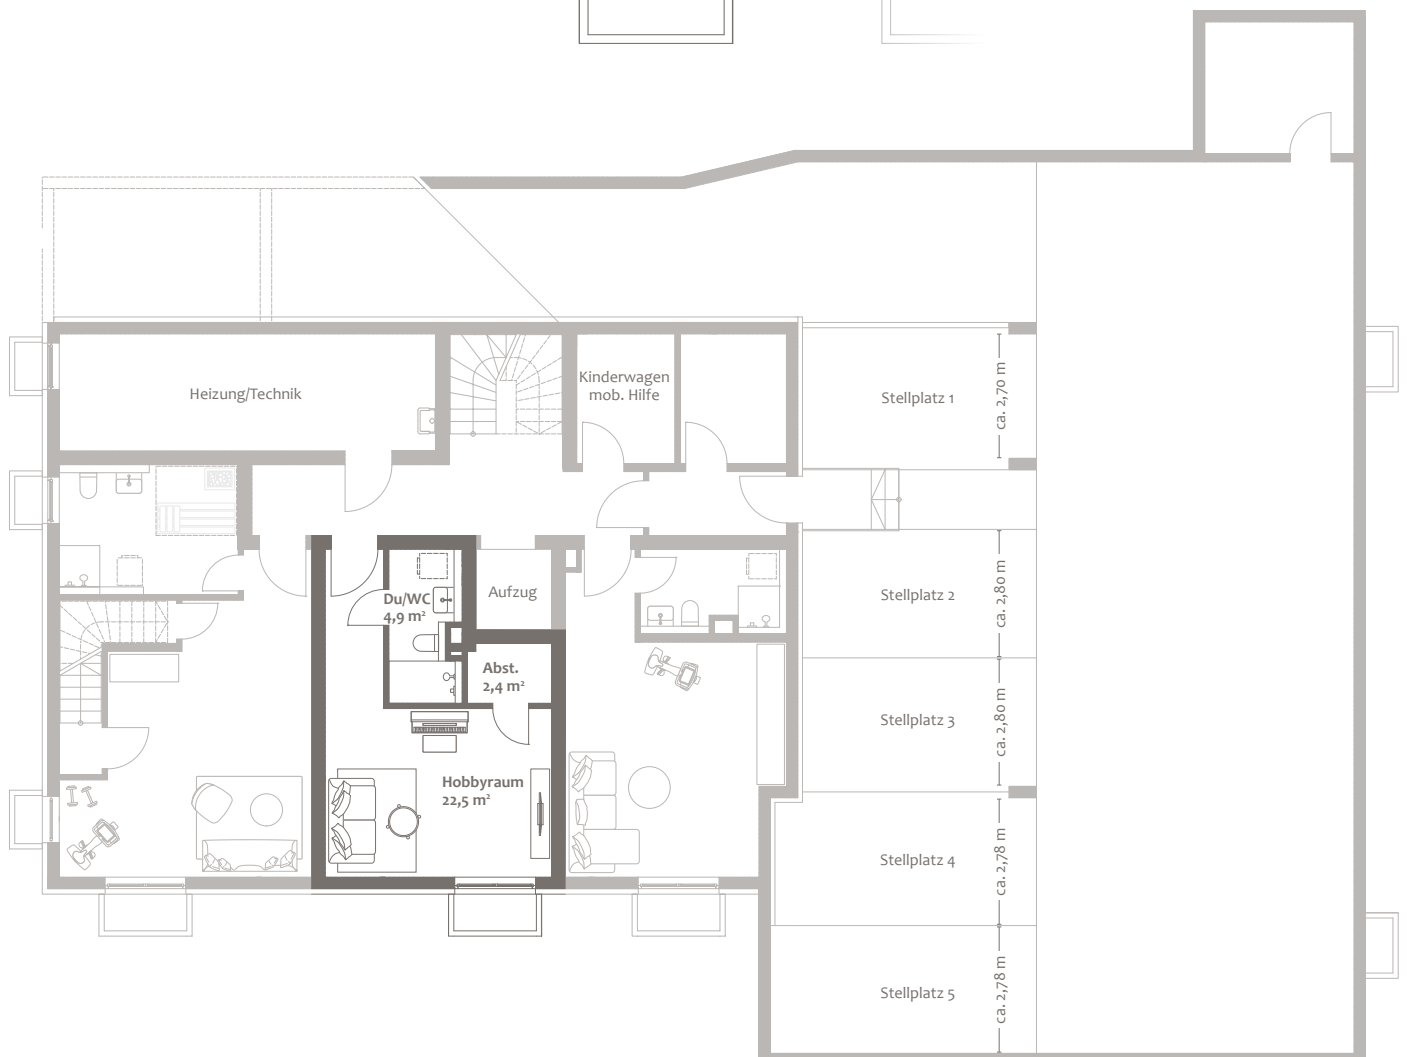 Heizung/Technik
Kinderwagen
mob. Hilfe
Stellplatz 1
ca. 2,70 m
Du/WC
4,9 m²
Aufzug
Stellplatz 2
ca. 2,80 m
Abst.
2,4 m²
Stellplatz 3
ca. 2,80 m
Hobbyraum
22,5 m²
Stellplatz 4
ca. 2,78 m
Stellplatz 5
ca. 2,78 m